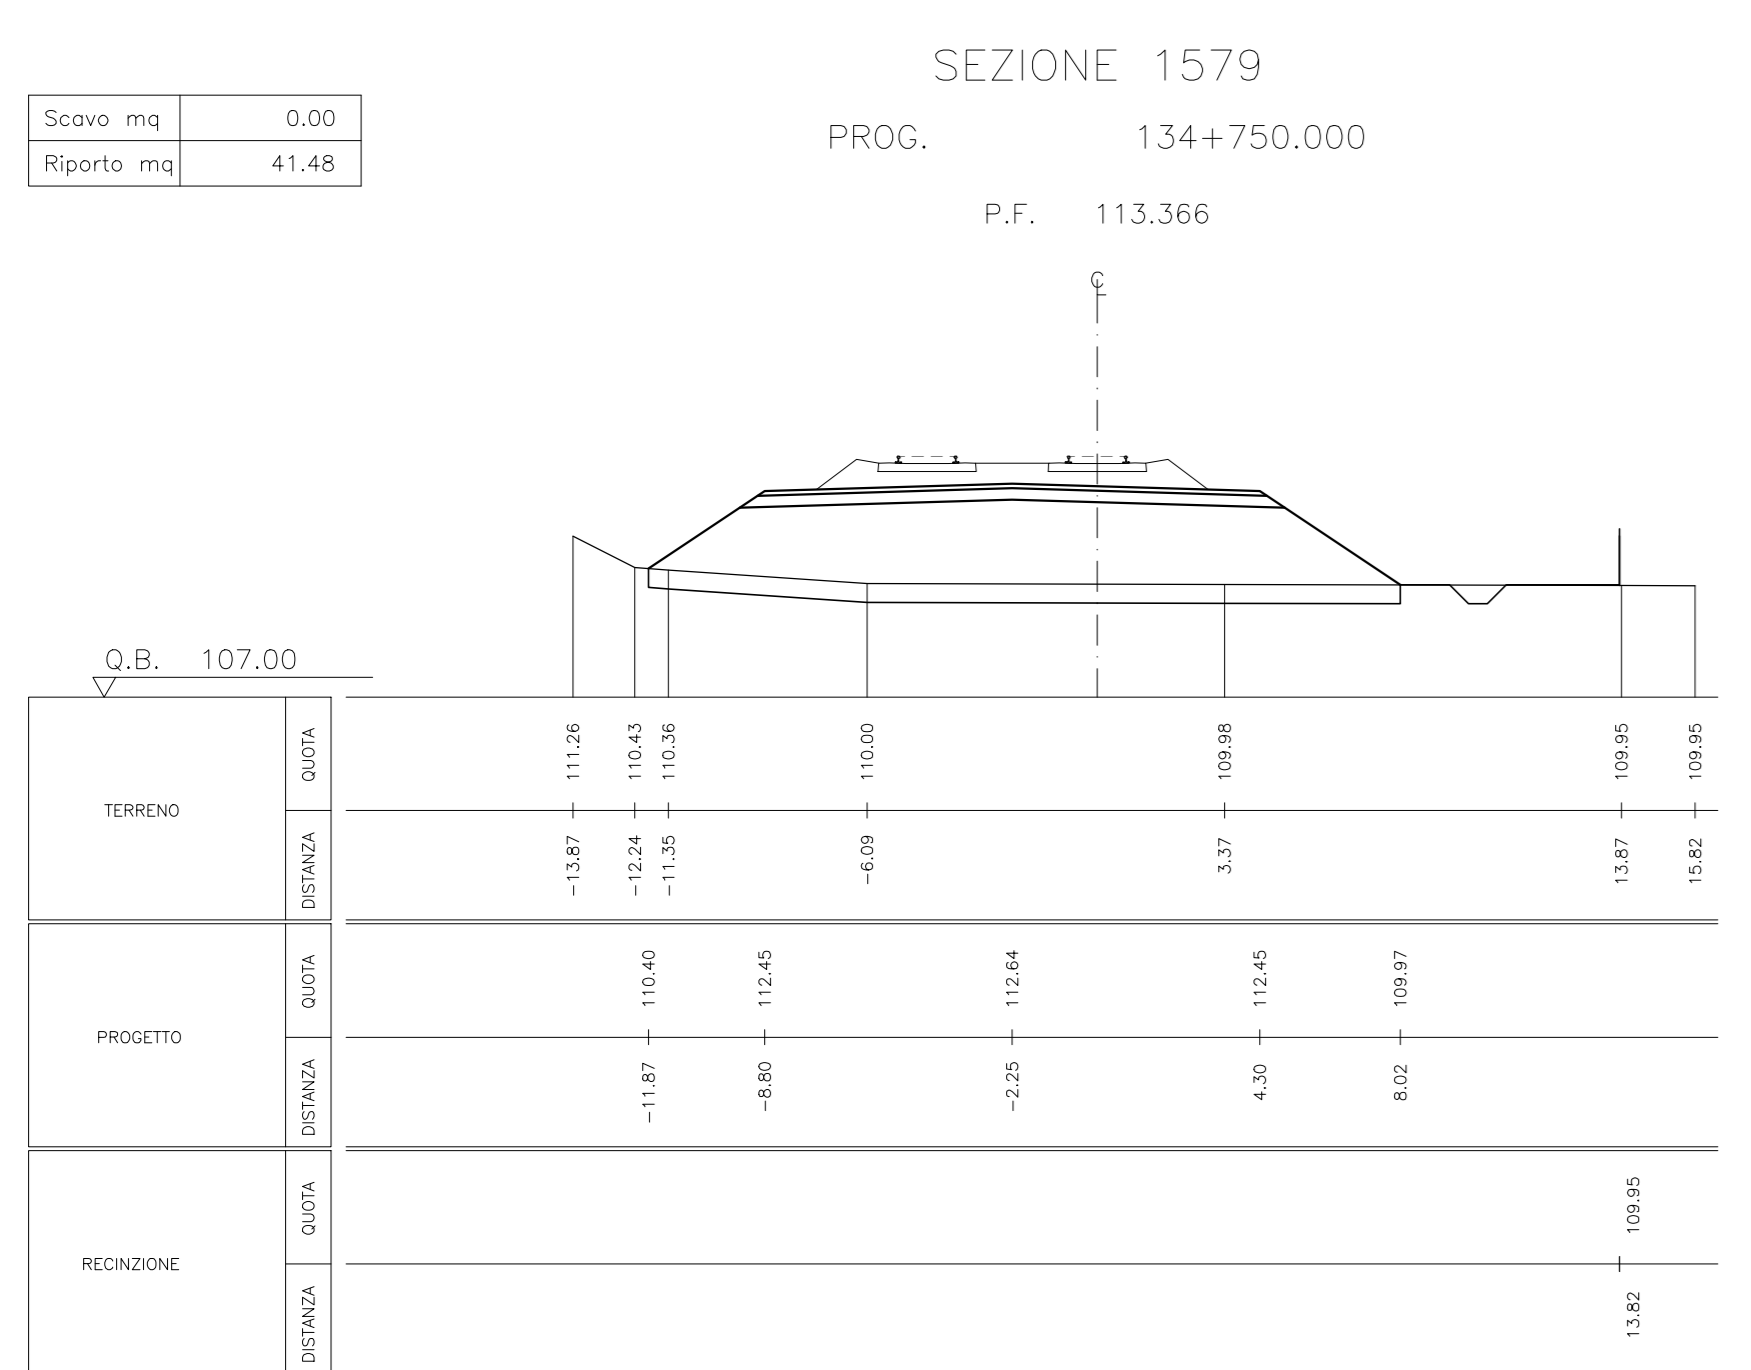 SEZIONE 1579
Scavo mq 0.00
PROG. 134+750.000
Riporto mq 41.48
P.F. 113.366
℄
Q.B. 107.00
TERRENO
QUOTA
111.26 110.43 110.36 110.00 109.98 109.95 109.95
DISTANZA
-13.87 -12.24 -11.35 -6.09 3.37 13.87 15.82
PROGETTO
QUOTA
110.40 112.45 112.64 112.45 109.97
DISTANZA
-11.87 -8.80 -2.25 4.30 8.02
RECINZIONE
QUOTA
109.95
DISTANZA
13.82